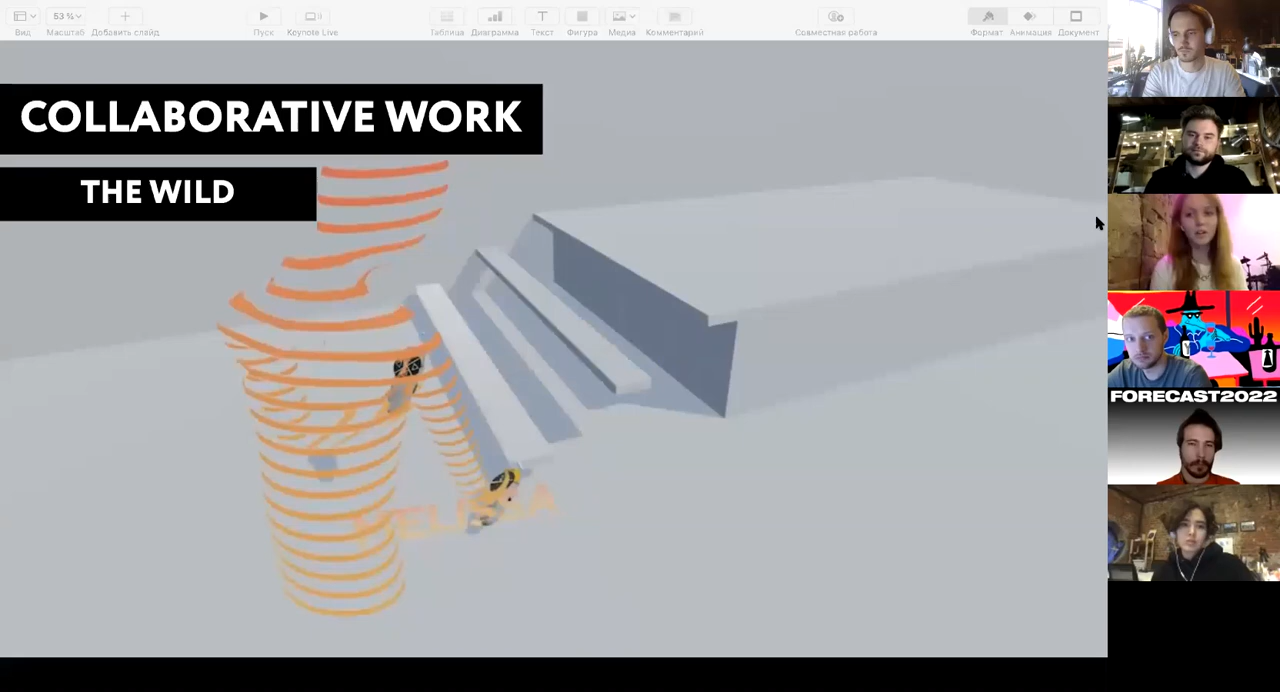 53 %
Вид
Масштаб
Добавить слайд
Пуск
Keynote Live
Таблица
Диаграмма
Текст
Фигура
Медиа
Комментарий
Совместная работа
Формат
Анимация
Документ
COLLABORATIVE WORK
THE WILD
MELISSA
FORECAST2022